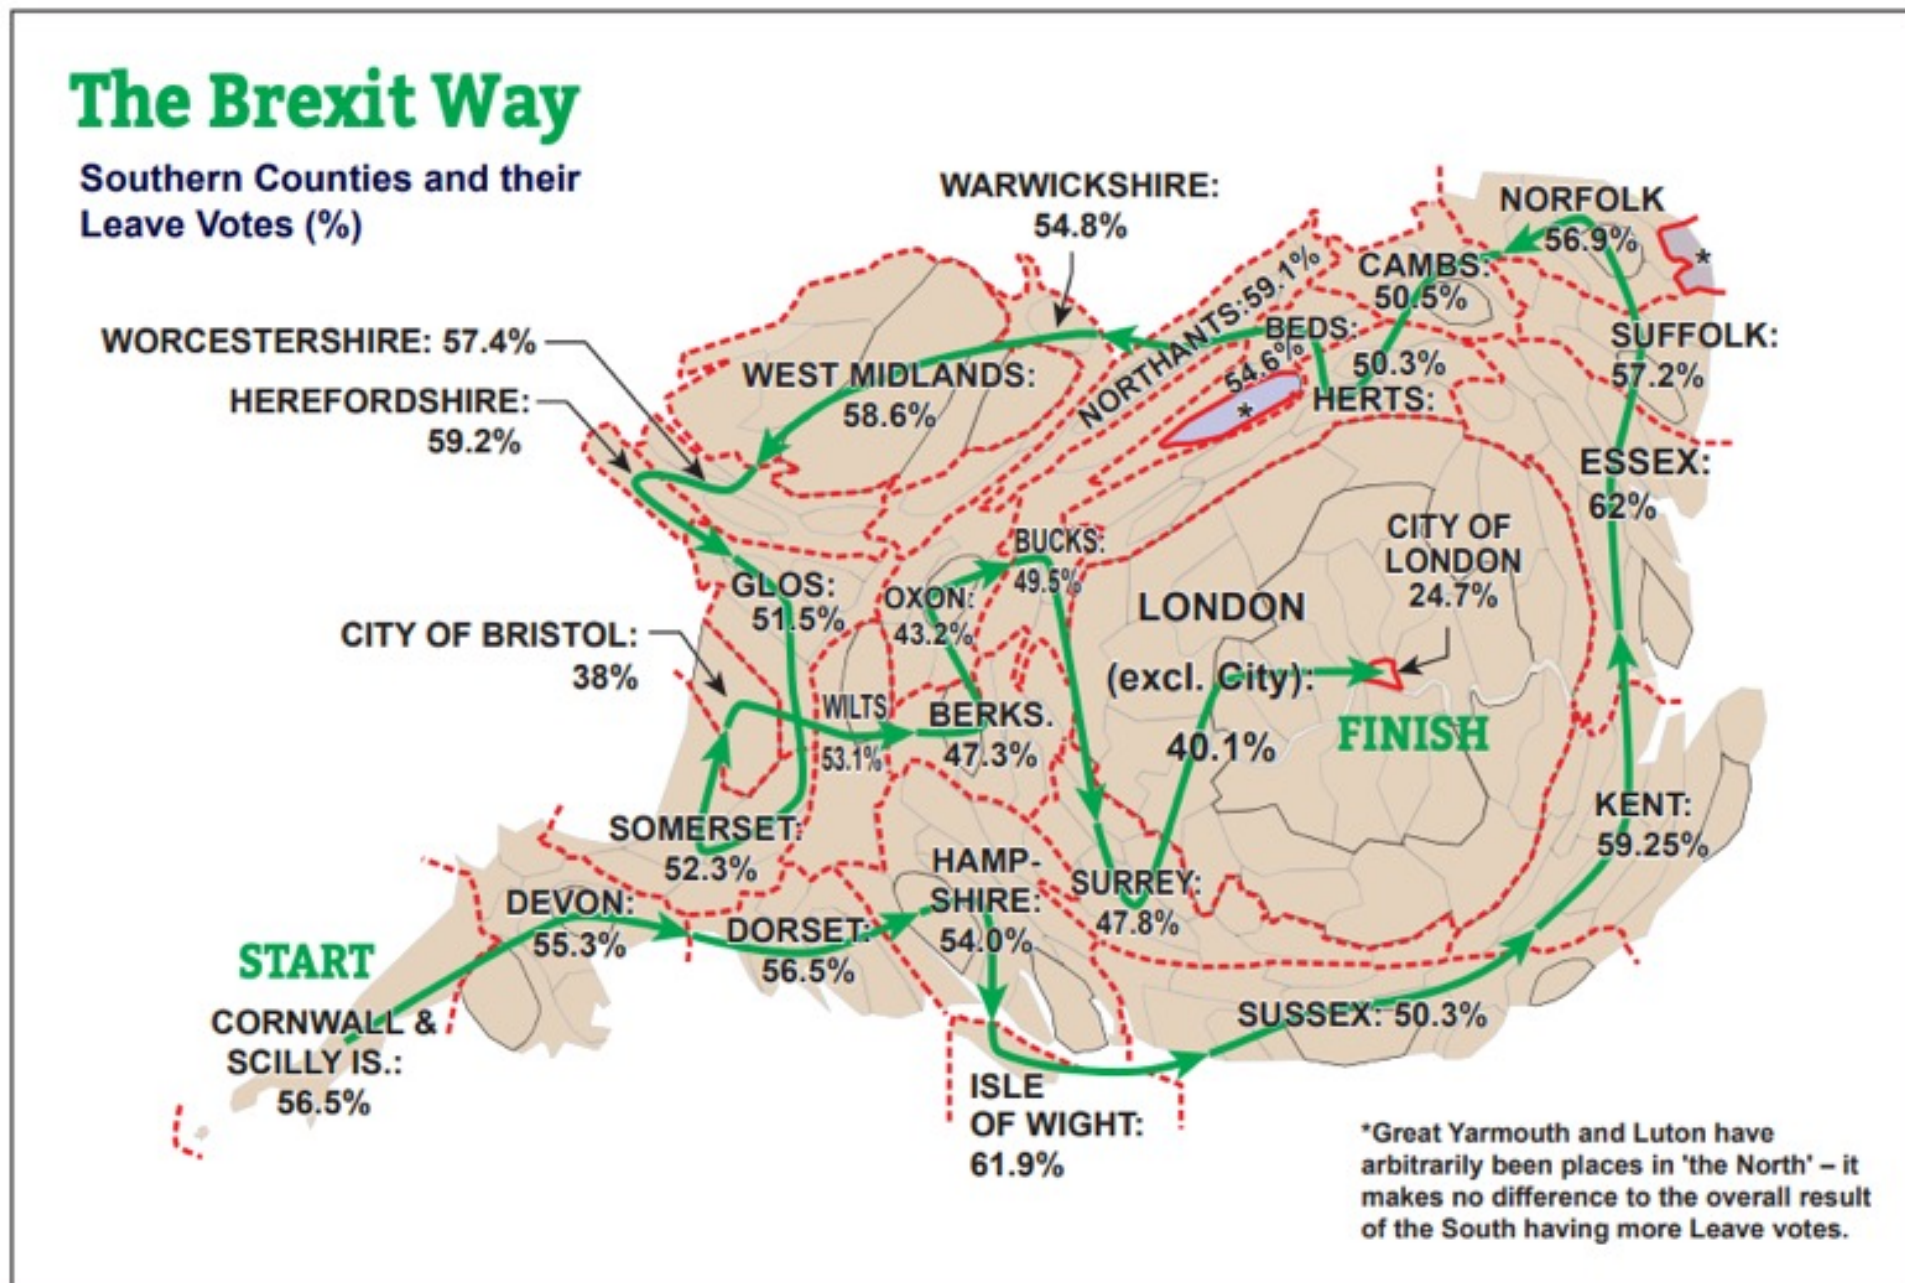 The Brexit Way
Southern Counties and their
Leave Votes (%)
WARWICKSHIRE:
54.8%
NORFOLK
56.9%
*
CAMBS:
50.5%
NORTHANTS:59.1%
BEDS:
54.6%
*
50.3%
HERTS:
SUFFOLK:
57.2%
WORCESTERSHIRE: 57.4%
WEST MIDLANDS:
58.6%
HEREFORDSHIRE:
59.2%
ESSEX:
62%
CITY OF
LONDON
24.7%
BUCKS:
49.5%
GLOS:
51.5%
OXON:
43.2%
LONDON
(excl. City):
40.1%
CITY OF BRISTOL:
38%
WILTS
53.1%
BERKS.
47.3%
FINISH
KENT:
59.25%
SOMERSET:
52.3%
HAMP-
SHIRE:
54.0%
SURREY:
47.8%
DEVON:
55.3%
DORSET:
56.5%
START
CORNWALL &
SCILLY IS.:
56.5%
SUSSEX: 50.3%
ISLE
OF WIGHT:
61.9%
*Great Yarmouth and Luton have
arbitrarily been places in 'the North' – it
makes no difference to the overall result
of the South having more Leave votes.